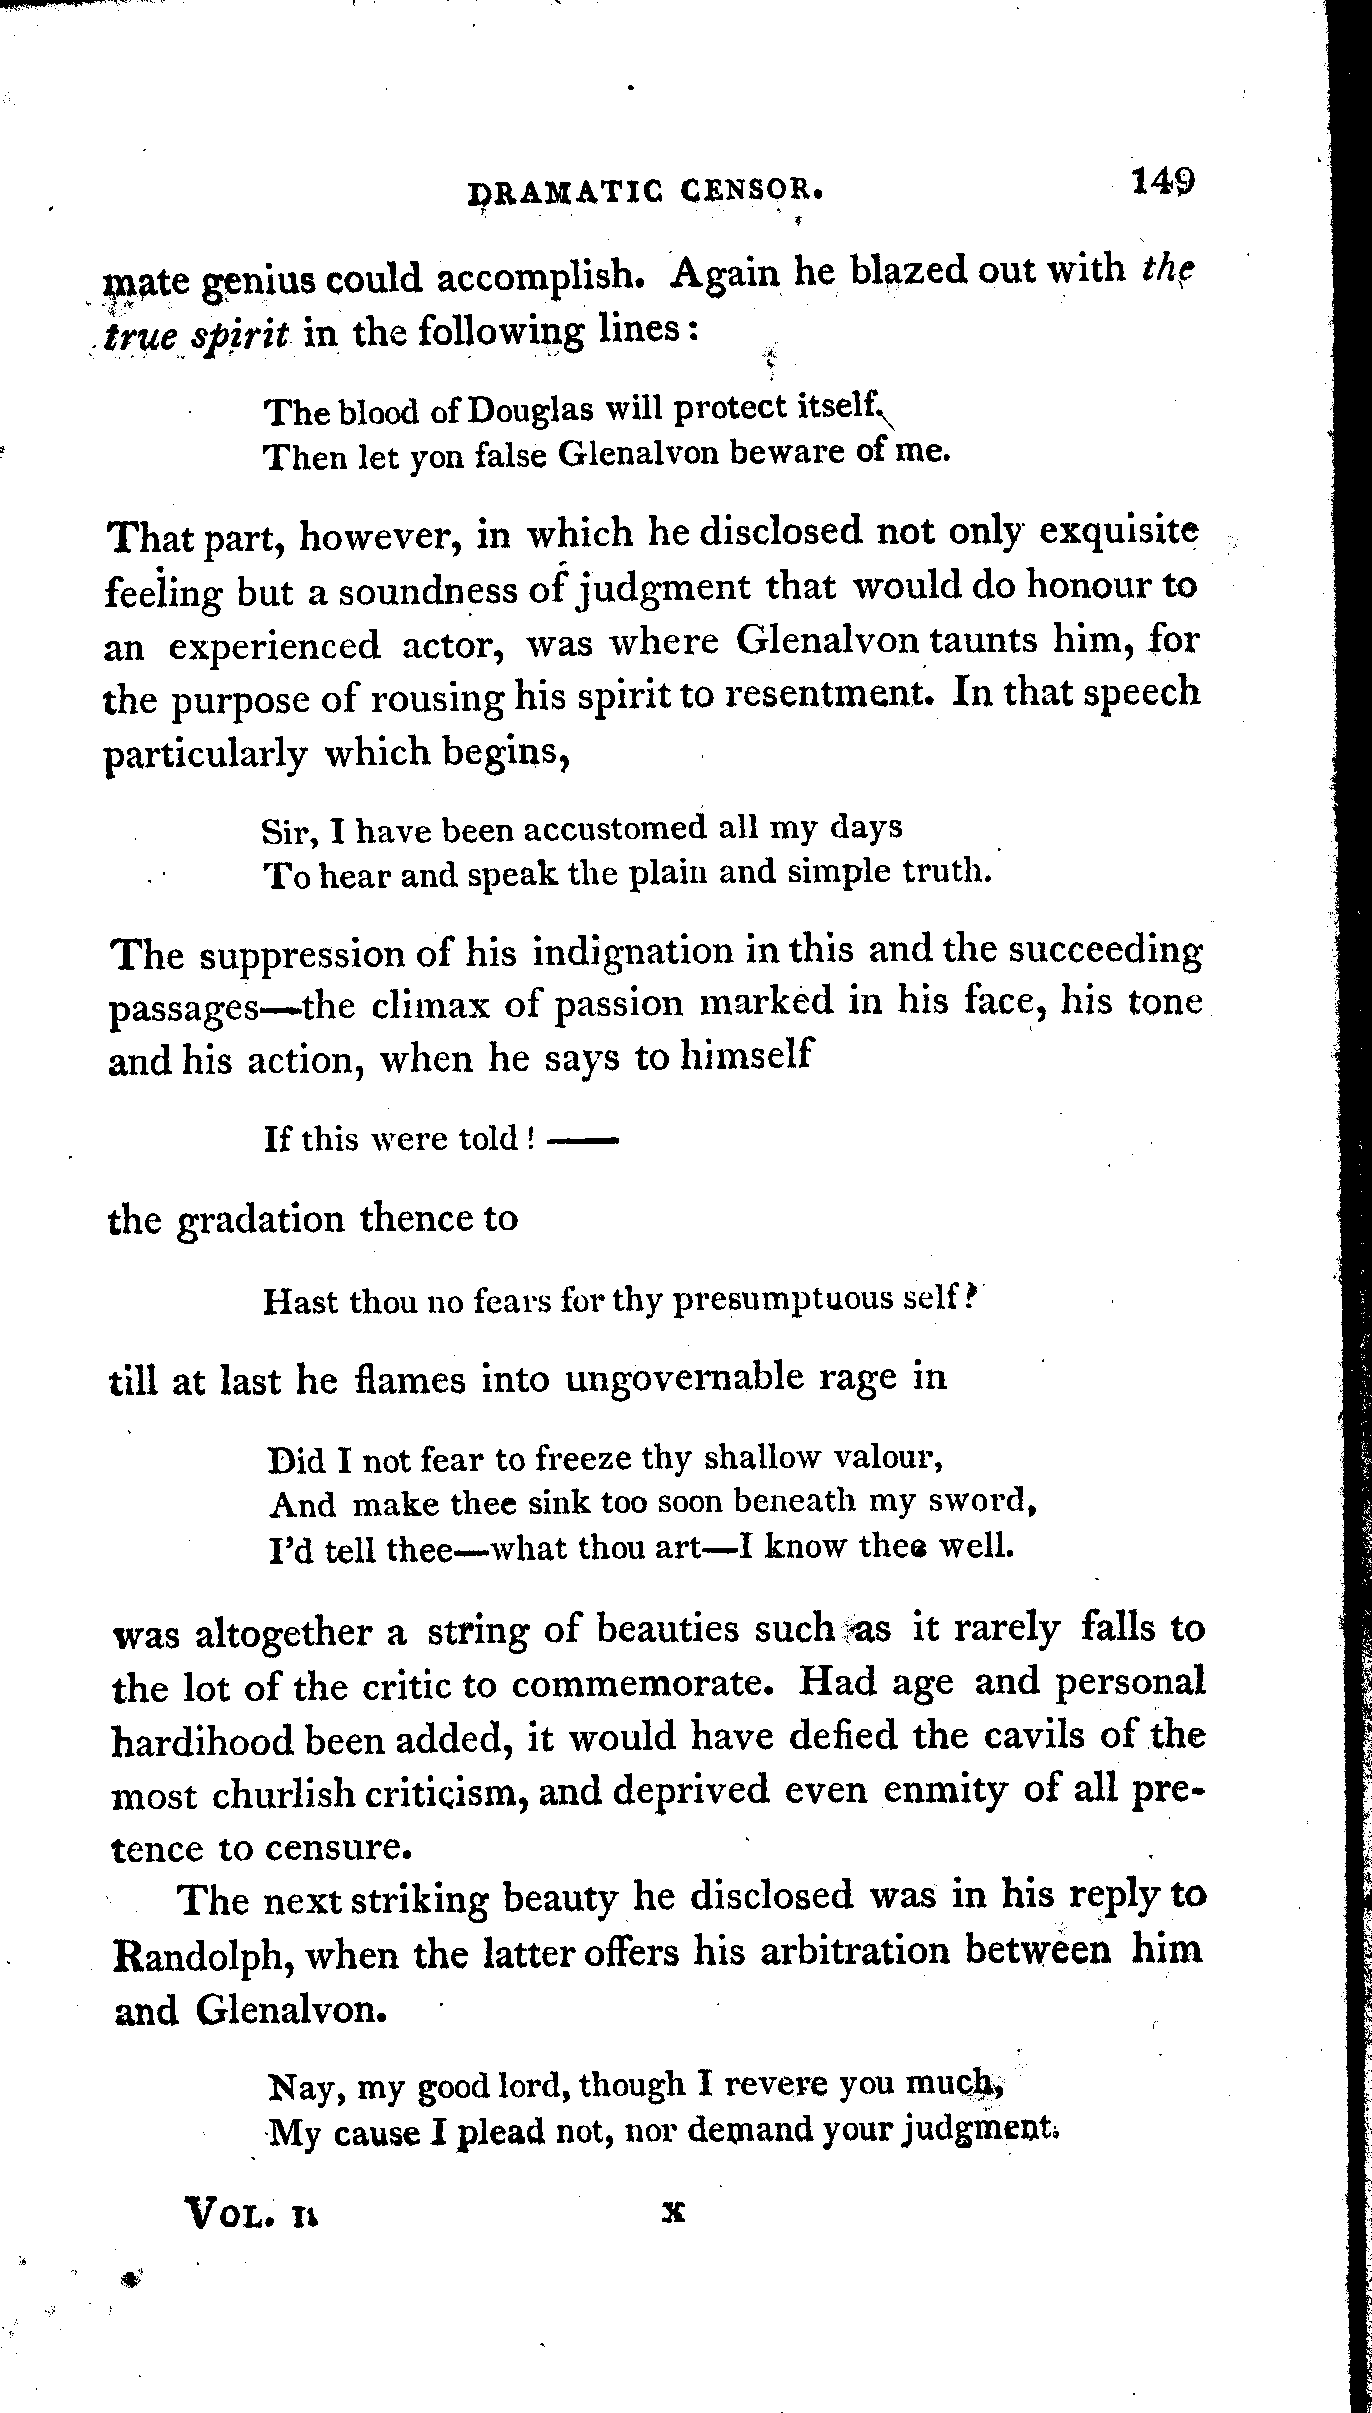 DRAMATIC CENSOR. 149
mate genius could accomplish. Again he blazed out with the
true spirit in the following lines:
The blood of Douglas will protect itself.
Then let yon false Glenalvon beware of me.
That part, however, in which he disclosed not only exquisite
feeling but a soundness of judgment that would do honour to
an experienced actor, was where Glenalvon taunts him, for
the purpose of rousing his spirit to resentment. In that speech
particularly which begins,
Sir, I have been accustomed all my days
To hear and speak the plain and simple truth.
The suppression of his indignation in this and the succeeding
passages—the climax of passion marked in his face, his tone
and his action, when he says to himself
If this were told! ——
the gradation thence to
Hast thou no fears for thy presumptuous self?
till at last he flames into ungovernable rage in
Did I not fear to freeze thy shallow valour,
And make thee sink too soon beneath my sword,
I'd tell thee—what thou art—I know thee well.
was altogether a string of beauties such as it rarely falls to
the lot of the critic to commemorate. Had age and personal
hardihood been added, it would have defied the cavils of the
most churlish criticism, and deprived even enmity of all pre-
tence to censure.
The next striking beauty he disclosed was in his reply to
Randolph, when the latter offers his arbitration between him
and Glenalvon.
Nay, my good lord, though I revere you much,
My cause I plead not, nor demand your judgment.
VOL. II. X